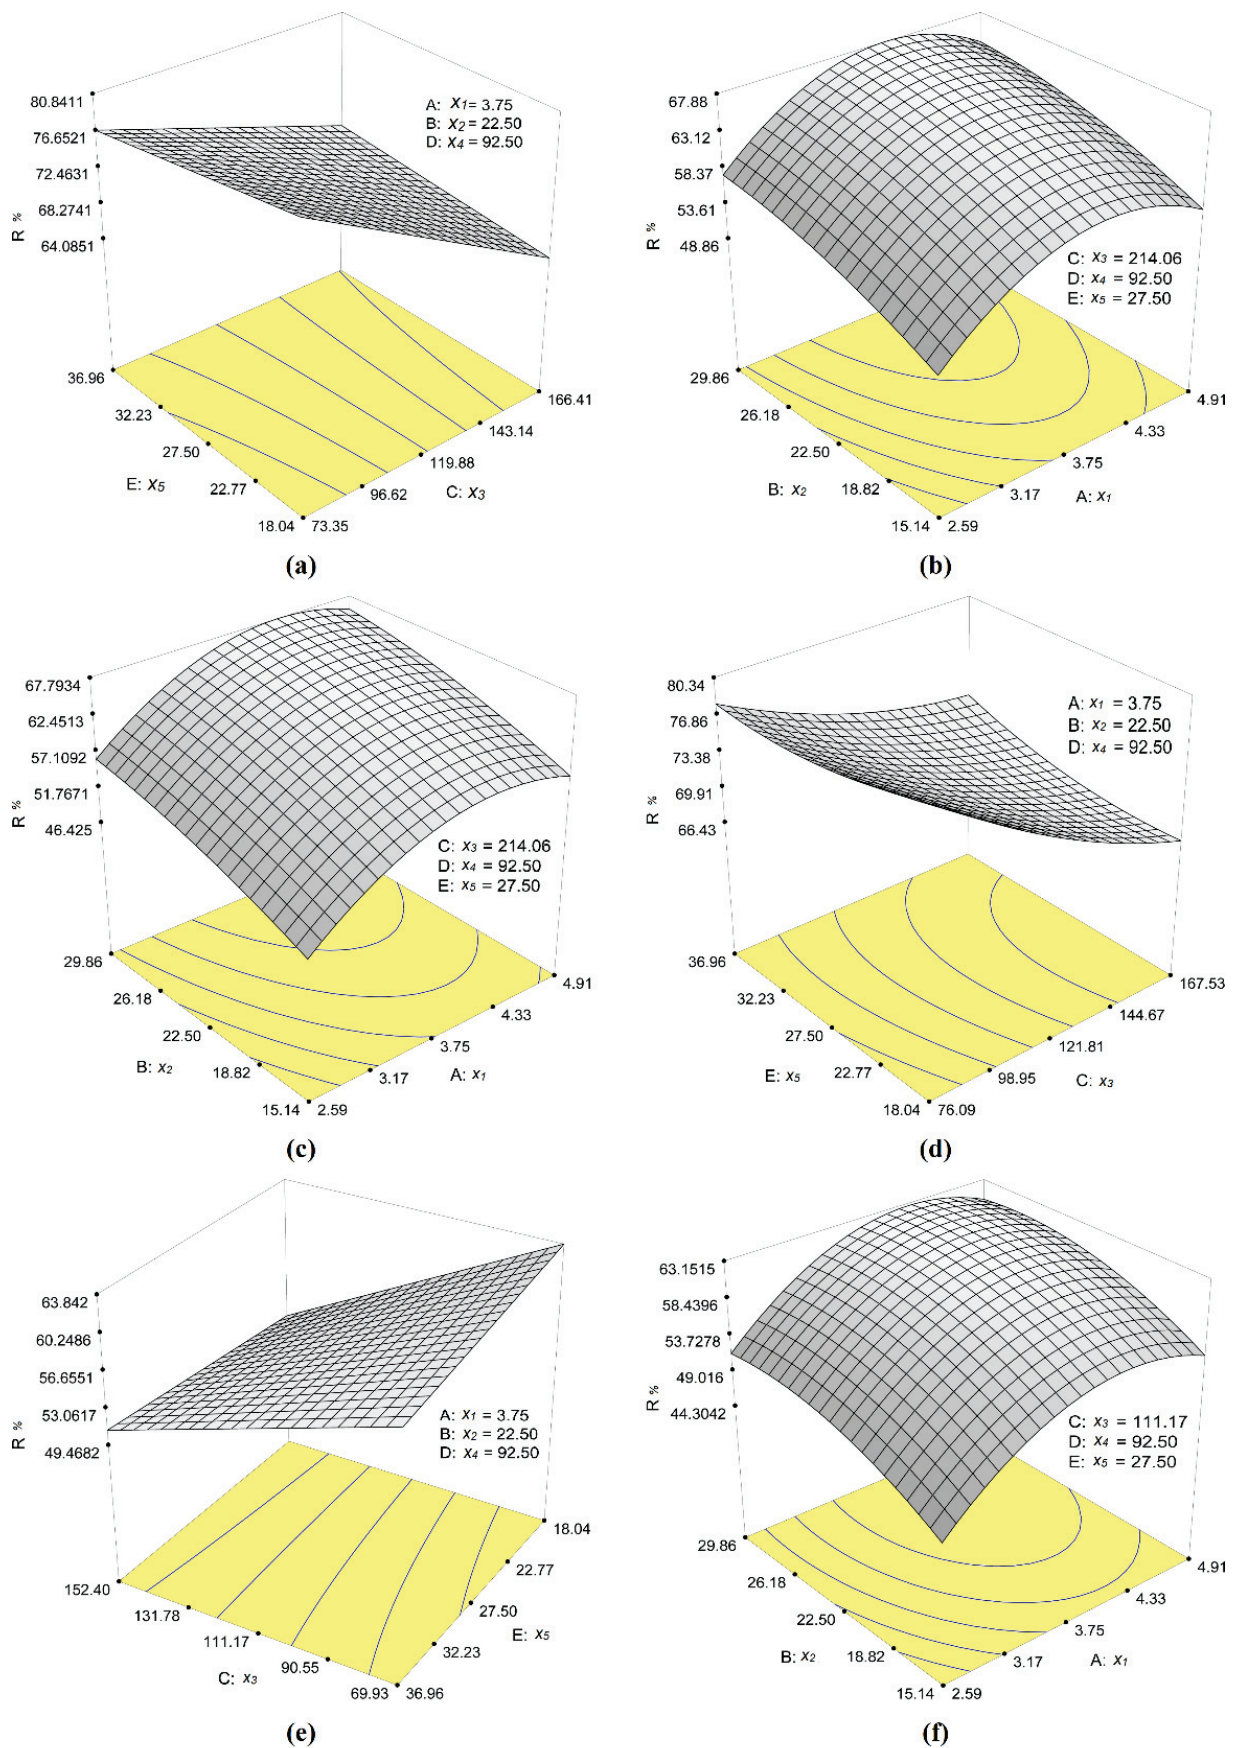 80.8411
76.6521
72.4631
68.2741
64.0851
R %
A: x1 = 3.75
B: x2 = 22.50
D: x4 = 92.50
36.96
32.23
27.50
22.77
18.04
E: x5
73.35
96.62
119.88
143.14
166.41
C: x3
(a)
67.88
63.12
58.37
53.61
48.86
R %
C: x3 = 214.06
D: x4 = 92.50
E: x5 = 27.50
29.86
26.18
22.50
18.82
15.14
B: x2
2.59
3.17
3.75
4.33
4.91
A: x1
(b)
67.7934
62.4513
57.1092
51.7671
46.425
R %
C: x3 = 214.06
D: x4 = 92.50
E: x5 = 27.50
29.86
26.18
22.50
18.82
15.14
B: x2
2.59
3.17
3.75
4.33
4.91
A: x1
(c)
80.34
76.86
73.38
69.91
66.43
R %
A: x1 = 3.75
B: x2 = 22.50
D: x4 = 92.50
36.96
32.23
27.50
22.77
18.04
E: x5
76.09
98.95
121.81
144.67
167.53
C: x3
(d)
63.842
60.2486
56.6551
53.0617
49.4682
R %
A: x1 = 3.75
B: x2 = 22.50
D: x4 = 92.50
152.40
131.78
111.17
90.55
69.93
C: x3
36.96
32.23
27.50
22.77
18.04
E: x5
(e)
63.1515
58.4396
53.7278
49.016
44.3042
R %
C: x3 = 111.17
D: x4 = 92.50
E: x5 = 27.50
29.86
26.18
22.50
18.82
15.14
B: x2
2.59
3.17
3.75
4.33
4.91
A: x1
(f)